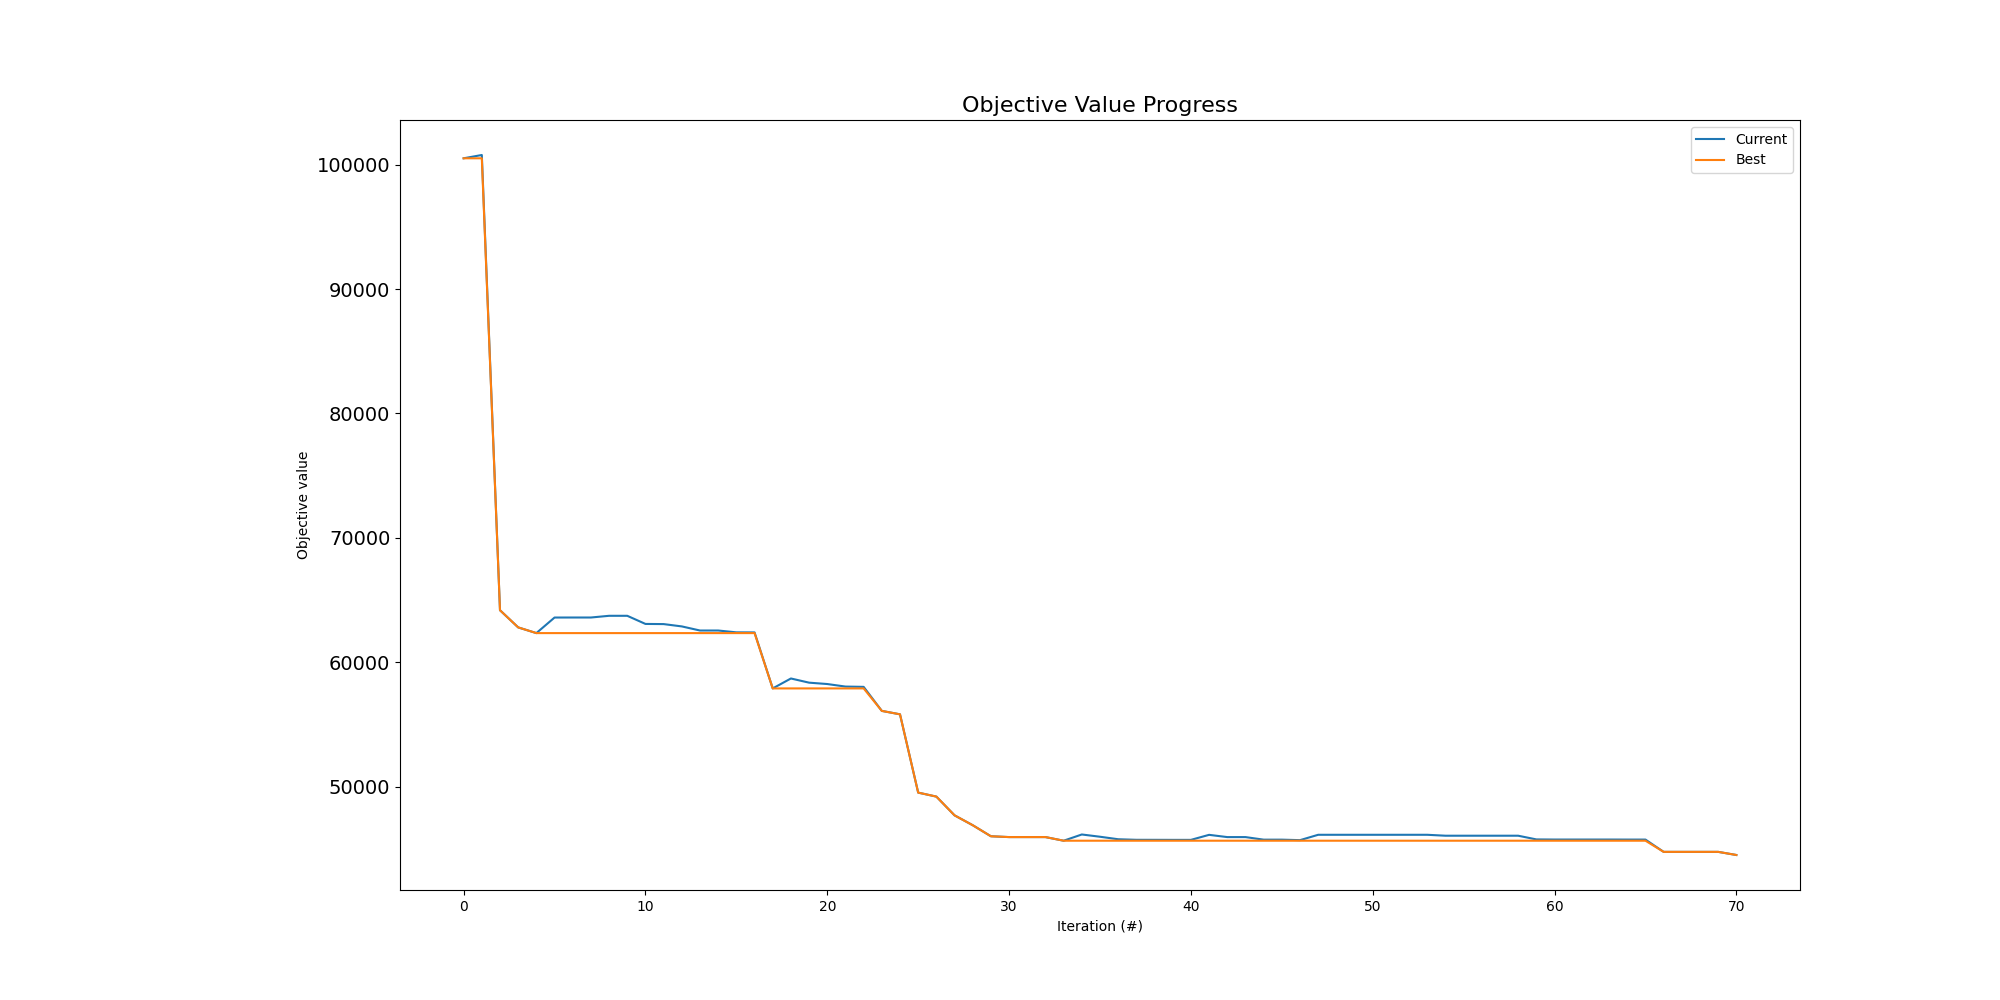 Objective Value Progress
Current
Best
100000
90000
80000
70000
60000
50000
Objective value
0 10 20 30 40 50 60 70
Iteration (#)